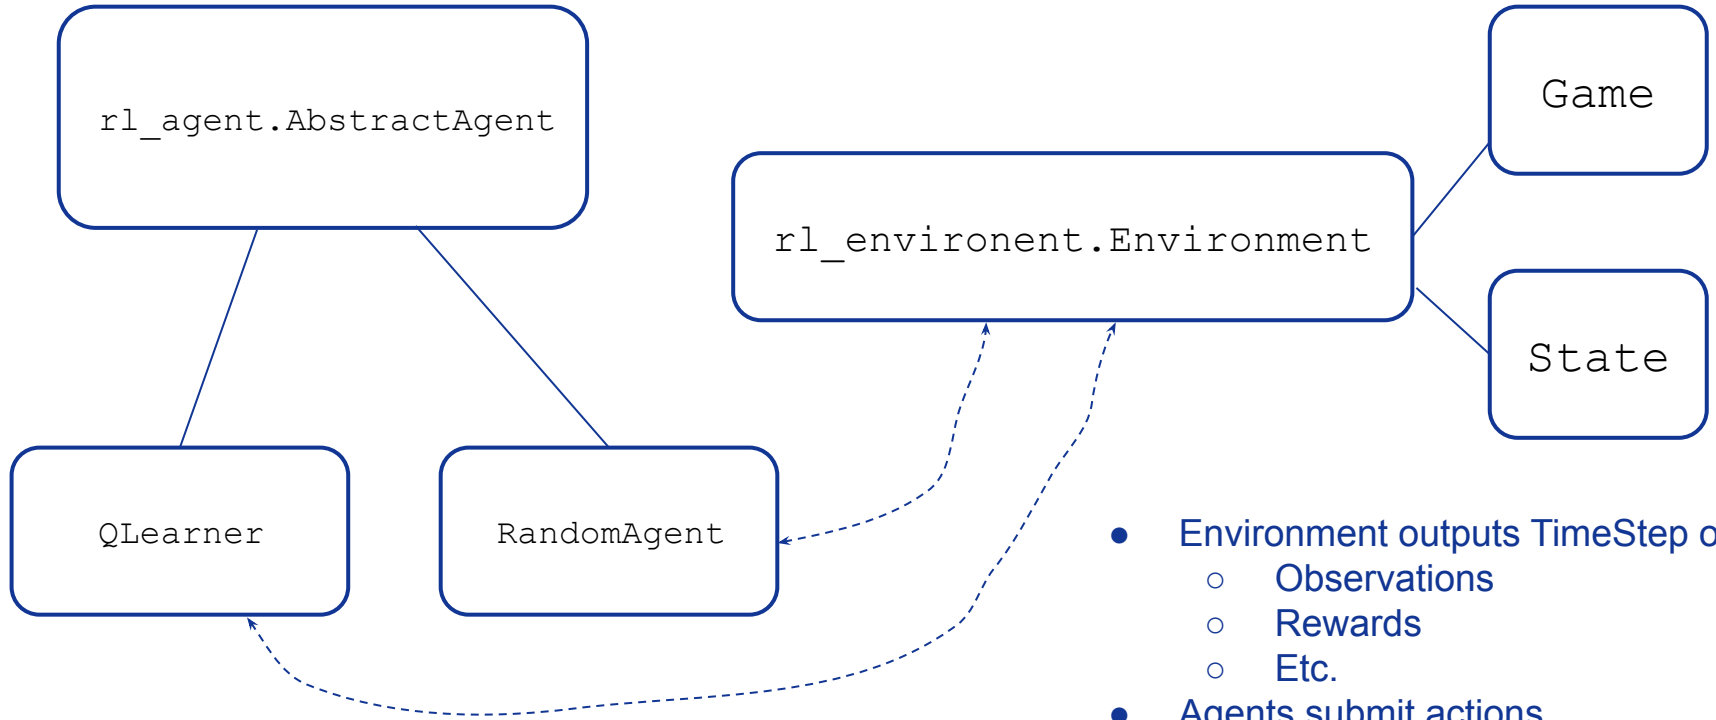 rl_agent.AbstractAgent
Game
rl_environent.Environment
State
QLearner
RandomAgent
● Environment outputs TimeStep
○ Observations
○ Rewards
○ Etc.
● Agents submit actions